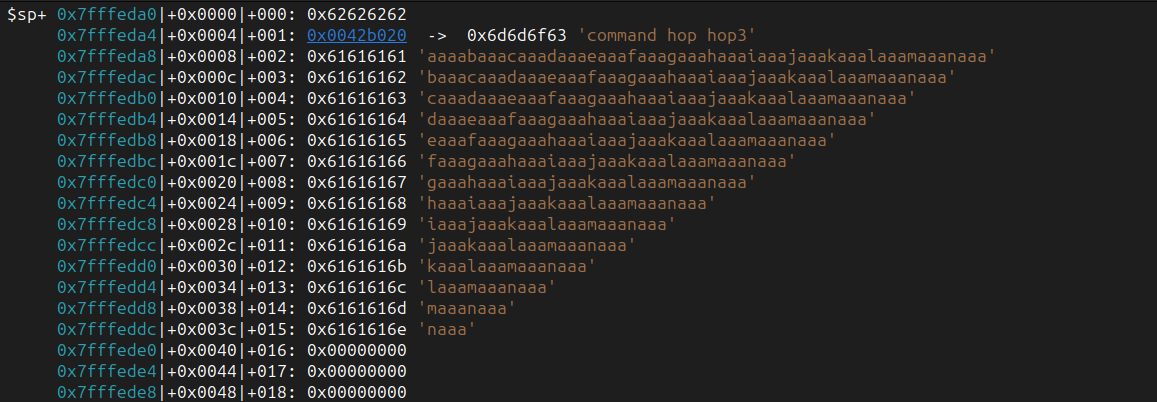 $sp+ 0x7fffeda0|+0x0000|+000: 0x62626262
0x7fffeda4|+0x0004|+001: 0x0042b020 -> 0x6d6d6f63 'command hop hop3'
0x7fffeda8|+0x0008|+002: 0x61616161 'aaaabaaacaaadaaaeaaafaaagaaahaaaiaaajaaakaaalaaamaaanaaa'
0x7fffedac|+0x000c|+003: 0x61616162 'baaacaaadaaaeaaafaaagaaahaaaiaaajaaakaaalaaamaaanaaa'
0x7fffedb0|+0x0010|+004: 0x61616163 'caaadaaaeaaafaaagaaahaaaiaaajaaakaaalaaamaaanaaa'
0x7fffedb4|+0x0014|+005: 0x61616164 'daaaeaaafaaagaaahaaaiaaajaaakaaalaaamaaanaaa'
0x7fffedb8|+0x0018|+006: 0x61616165 'eaaafaaagaaahaaaiaaajaaakaaalaaamaaanaaa'
0x7fffedbc|+0x001c|+007: 0x61616166 'faaagaaahaaaiaaajaaakaaalaaamaaanaaa'
0x7fffedc0|+0x0020|+008: 0x61616167 'gaaahaaaiaaajaaakaaalaaamaaanaaa'
0x7fffedc4|+0x0024|+009: 0x61616168 'haaaiaaajaaakaaalaaamaaanaaa'
0x7fffedc8|+0x0028|+010: 0x61616169 'iaaajaaakaaalaaamaaanaaa'
0x7fffedcc|+0x002c|+011: 0x6161616a 'jaaakaaalaaamaaanaaa'
0x7fffedd0|+0x0030|+012: 0x6161616b 'kaaalaaamaaanaaa'
0x7fffedd4|+0x0034|+013: 0x6161616c 'laaamaaanaaa'
0x7fffedd8|+0x0038|+014: 0x6161616d 'maaanaaa'
0x7fffeddc|+0x003c|+015: 0x6161616e 'naaa'
0x7fffede0|+0x0040|+016: 0x00000000
0x7fffede4|+0x0044|+017: 0x00000000
0x7fffede8|+0x0048|+018: 0x00000000